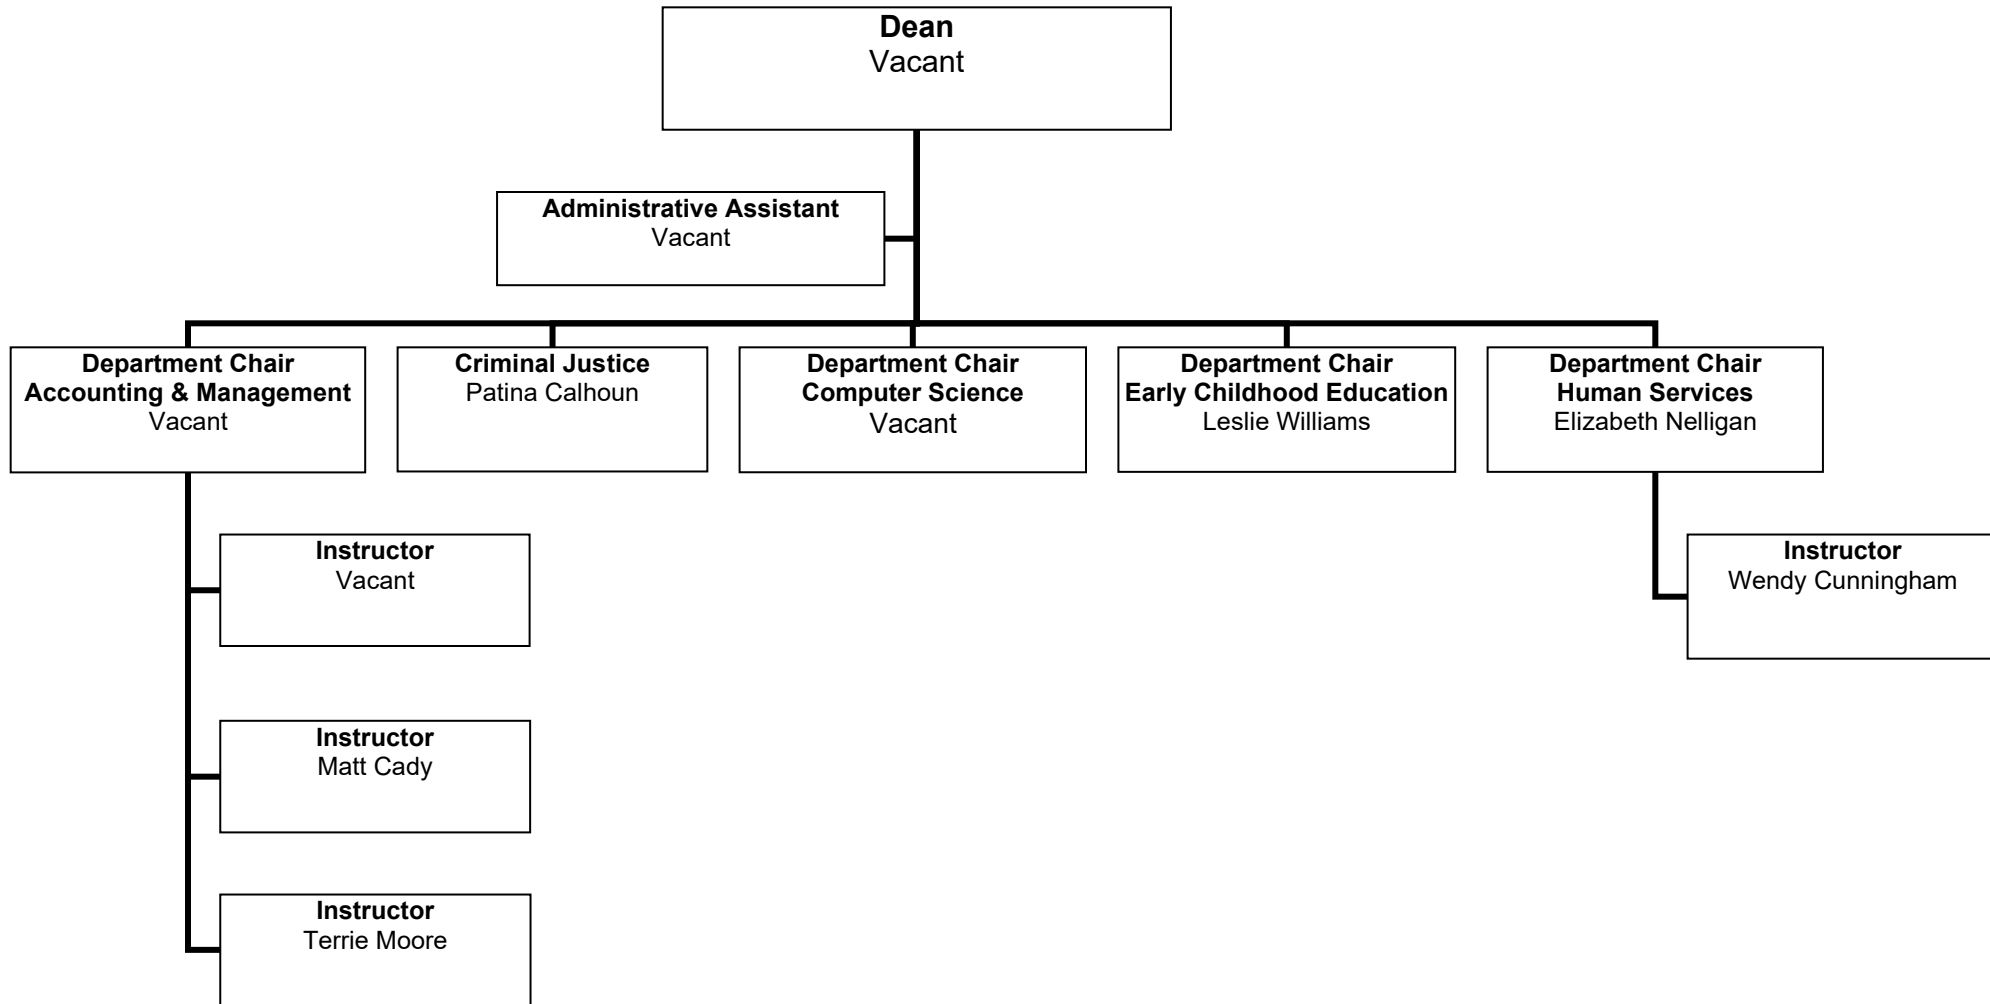 Dean
Vacant
Administrative Assistant
Vacant
Department Chair
Accounting & Management
Vacant
Criminal Justice
Patina Calhoun
Department Chair
Computer Science
Vacant
Department Chair
Early Childhood Education
Leslie Williams
Department Chair
Human Services
Elizabeth Nelligan
Instructor
Vacant
Instructor
Wendy Cunningham
Instructor
Matt Cady
Instructor
Terrie Moore